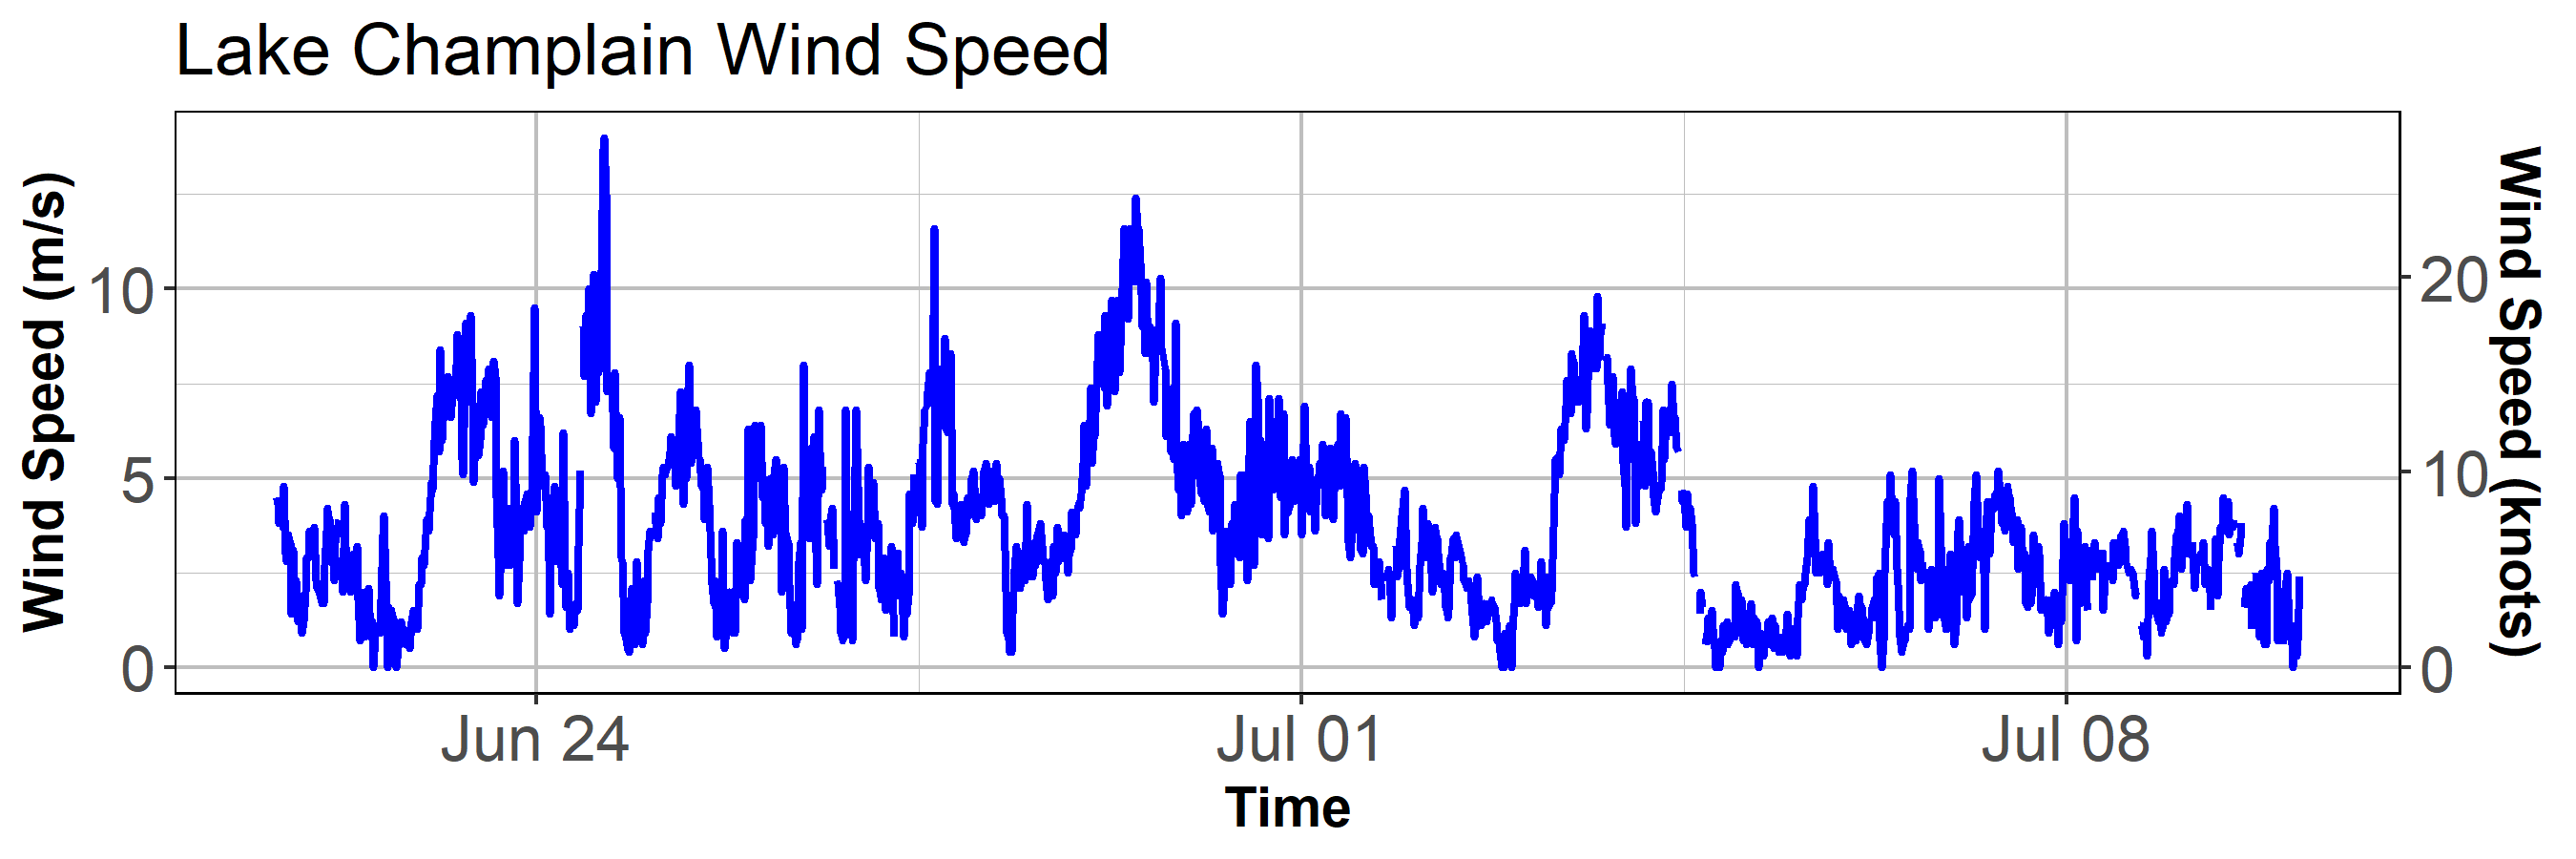 Lake Champlain Wind Speed
Wind Speed (m/s)
10
5
0
20
10
0
Wind Speed (knots)
Jun 24
Jul 01
Jul 08
Time